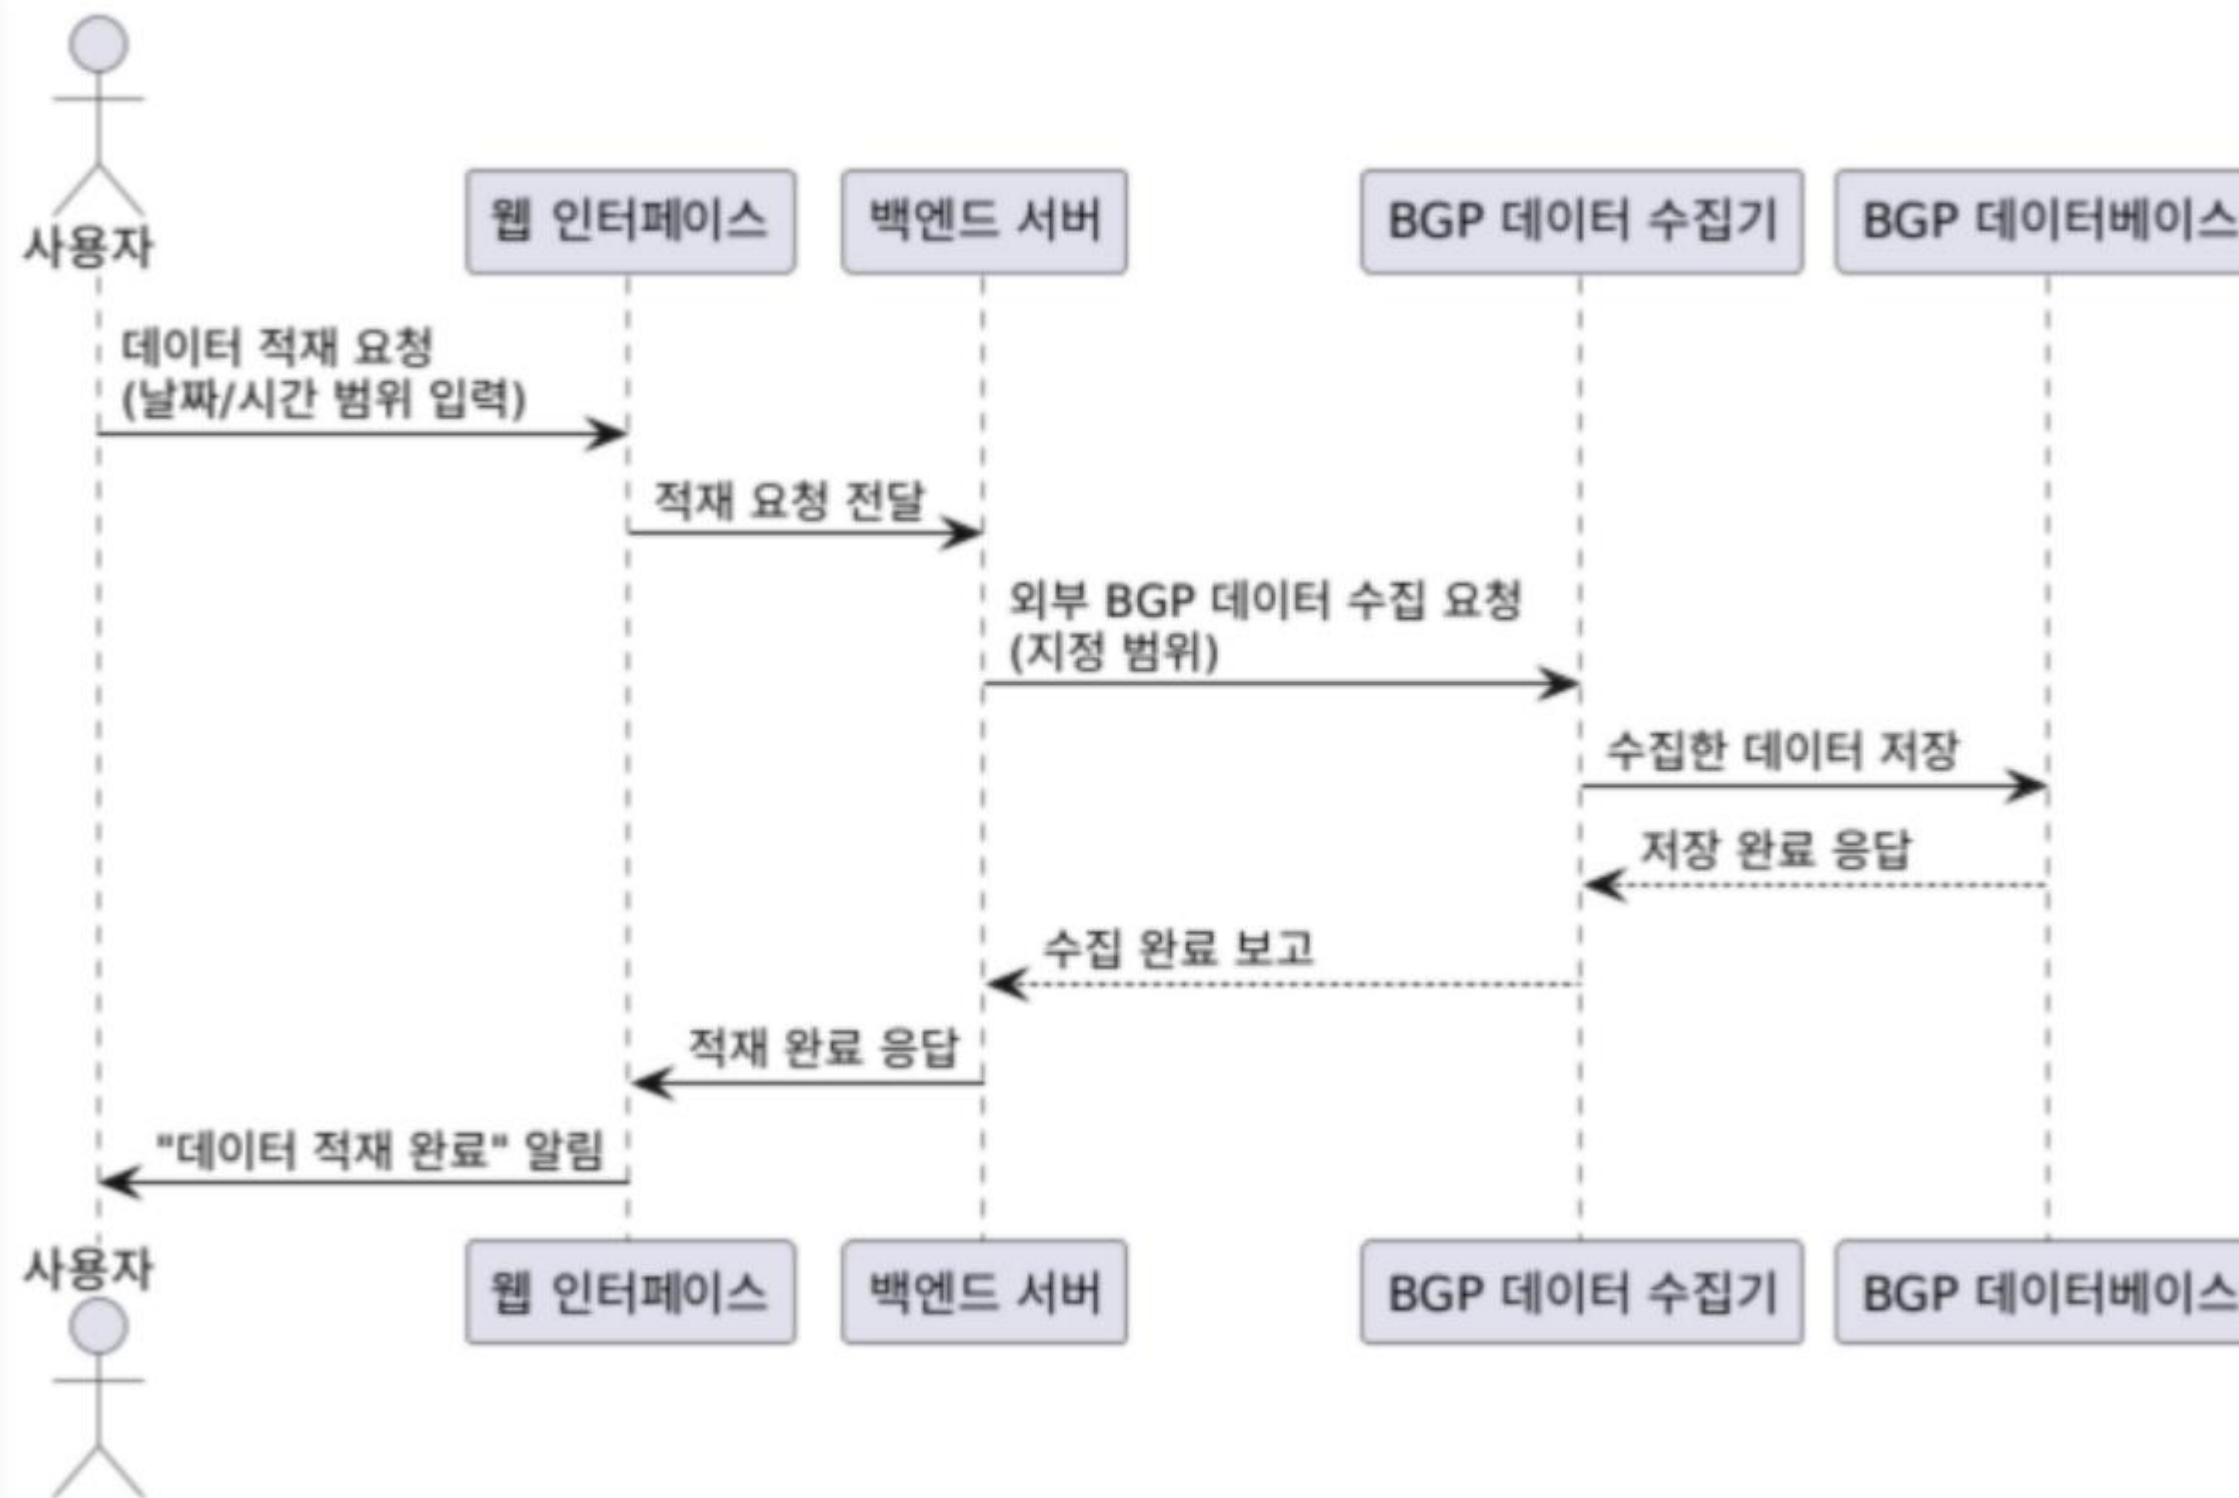 사용자
웹 인터페이스
백엔드 서버
BGP 데이터 수집기
BGP 데이터베이스
데이터 적재 요청
(날짜/시간 범위 입력)
적재 요청 전달
외부 BGP 데이터 수집 요청
(지정 범위)
수집한 데이터 저장
저장 완료 응답
수집 완료 보고
적재 완료 응답
"데이터 적재 완료" 알림
사용자
웹 인터페이스
백엔드 서버
BGP 데이터 수집기
BGP 데이터베이스